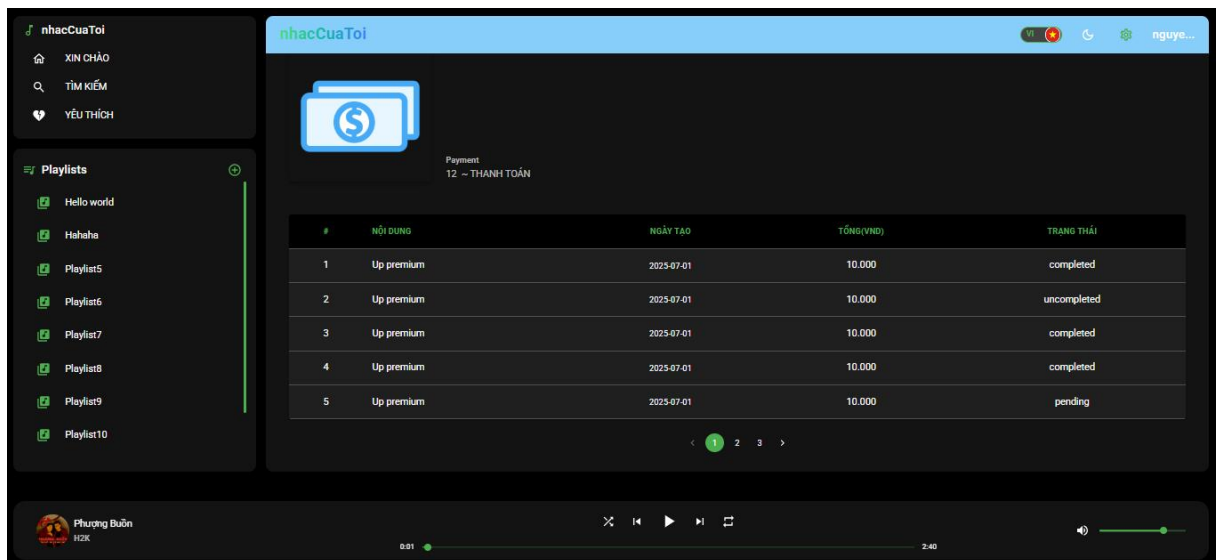 nhacCuaToi
XIN CHÀO
TÌM KIẾM
YÊU THÍCH
Playlists
Hello world
Hahaha
Playlist5
Playlist6
Playlist7
Playlist8
Playlist9
Playlist10
nhacCuaToi
VI
nguye...
Payment
12 ~ THANH TOÁN
# NỘI DUNG NGÀY TẠO TỔNG(VND) TRẠNG THÁI
1 Up premium 2025-07-01 10.000 completed
2 Up premium 2025-07-01 10.000 uncompleted
3 Up premium 2025-07-01 10.000 completed
4 Up premium 2025-07-01 10.000 completed
5 Up premium 2025-07-01 10.000 pending
1 2 3
Phượng Buồn
H2K
0:01 2:40